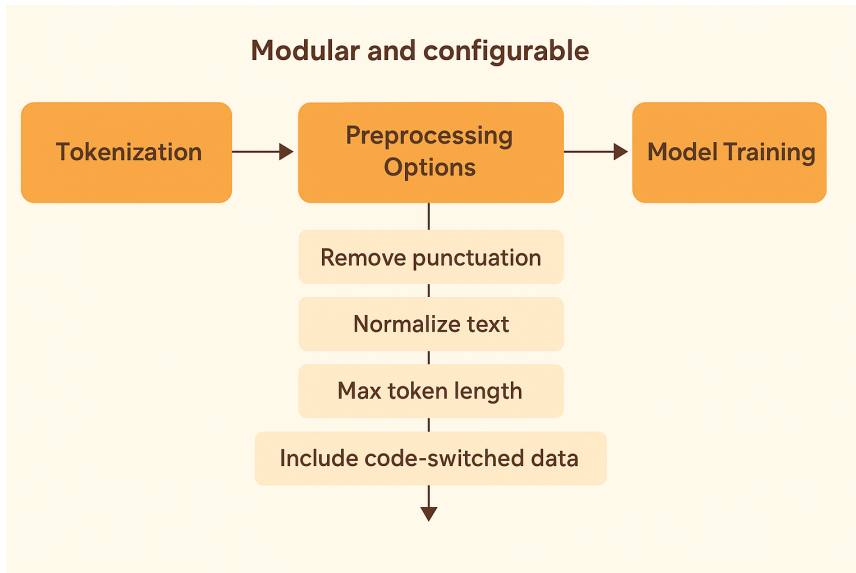 Modular and configurable
Tokenization
Preprocessing
Options
Model Training
Remove punctuation
Normalize text
Max token length
Include code-switched data